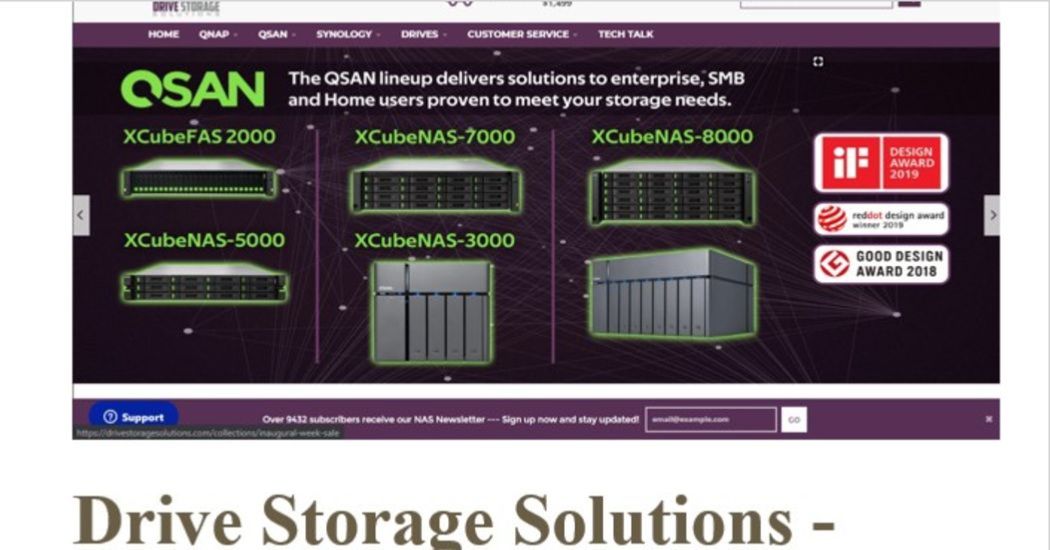 DRIVE STORAGE
SOLUTIONS
$1,499
HOME QNAP QSAN SYNOLOGY DRIVES CUSTOMER SERVICE TECH TALK
QSAN
The QSAN lineup delivers solutions to enterprise, SMB
and Home users proven to meet your storage needs.
XCubeFAS 2000
XCubeNAS-7000
XCubeNAS-8000
XCubeNAS-5000
XCubeNAS-3000
iF DESIGN
AWARD
2019
reddot design award
winner 2019
GOOD DESIGN
AWARD 2018
Support
Over 9432 subscribers receive our NAS Newsletter --- Sign up now and stay updated!
email@example.com
GO
https://drivestoragesolutions.com/collections/inaugural-week-sale
Drive Storage Solutions -